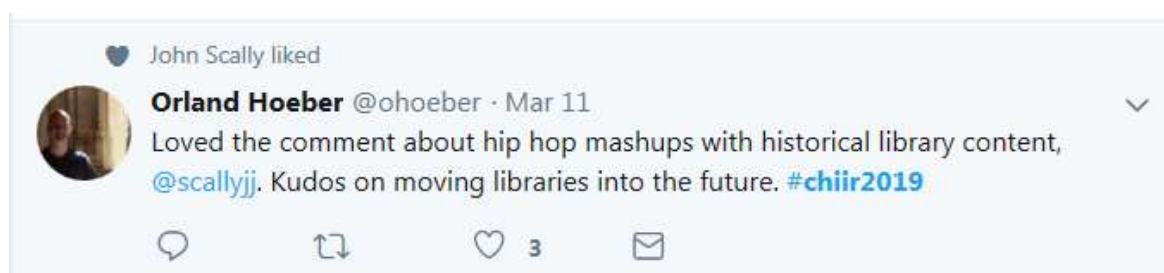 John Scally liked
Orland Hoeber @ohoeber · Mar 11
Loved the comment about hip hop mashups with historical library content,
@scallyjj. Kudos on moving libraries into the future. #chiir2019
3